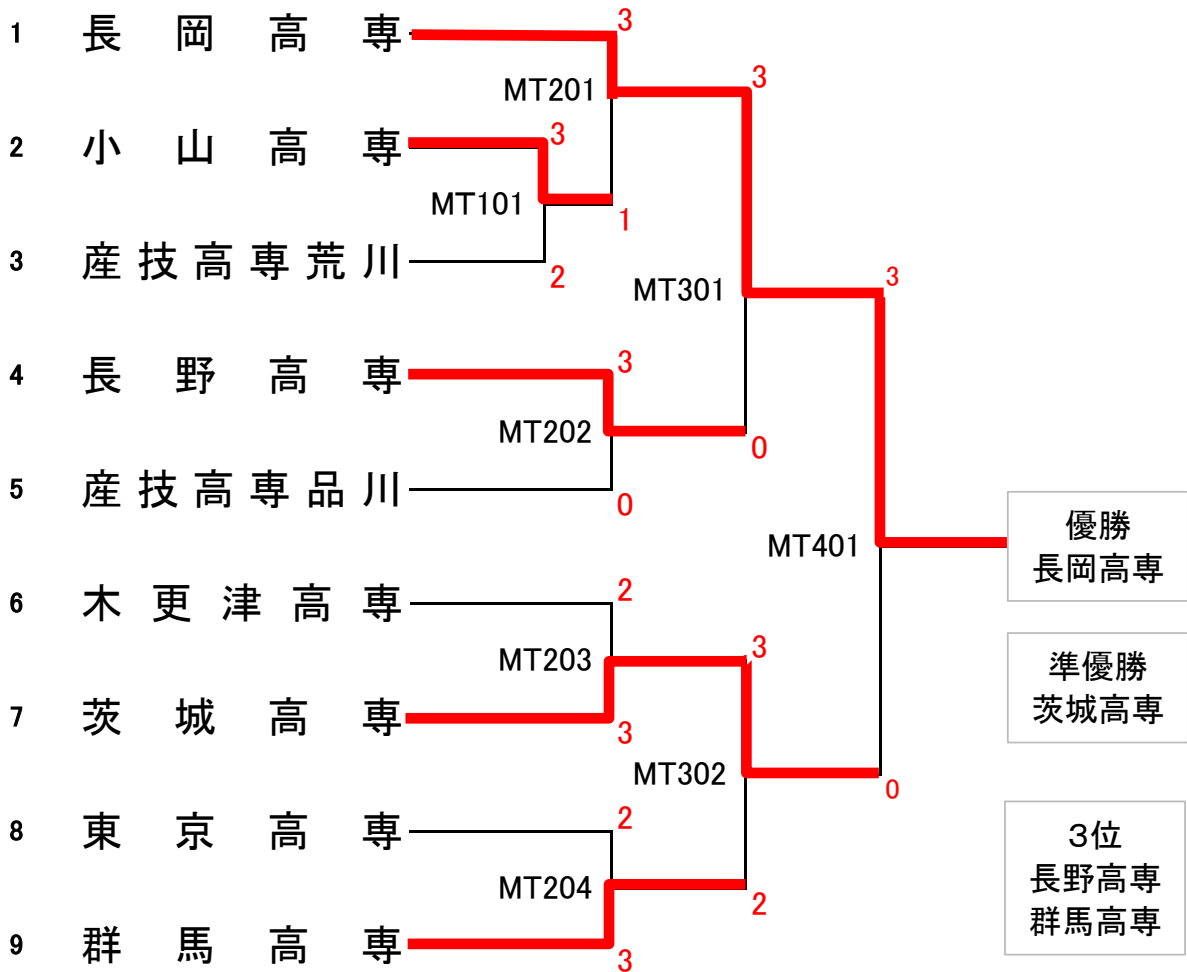 1 長岡高専
3
MT201
3
2 小山高専
3
MT101
1
3 産技高専荒川
2
MT301
3
4 長野高専
3
MT202
0
5 産技高専品川
0
MT401
優勝
長岡高専
6 木更津高専
2
MT203
3
準優勝
茨城高専
7 茨城高専
3
MT302
0
8 東京高専
2
3位
長野高専
群馬高専
MT204
2
9 群馬高専
3